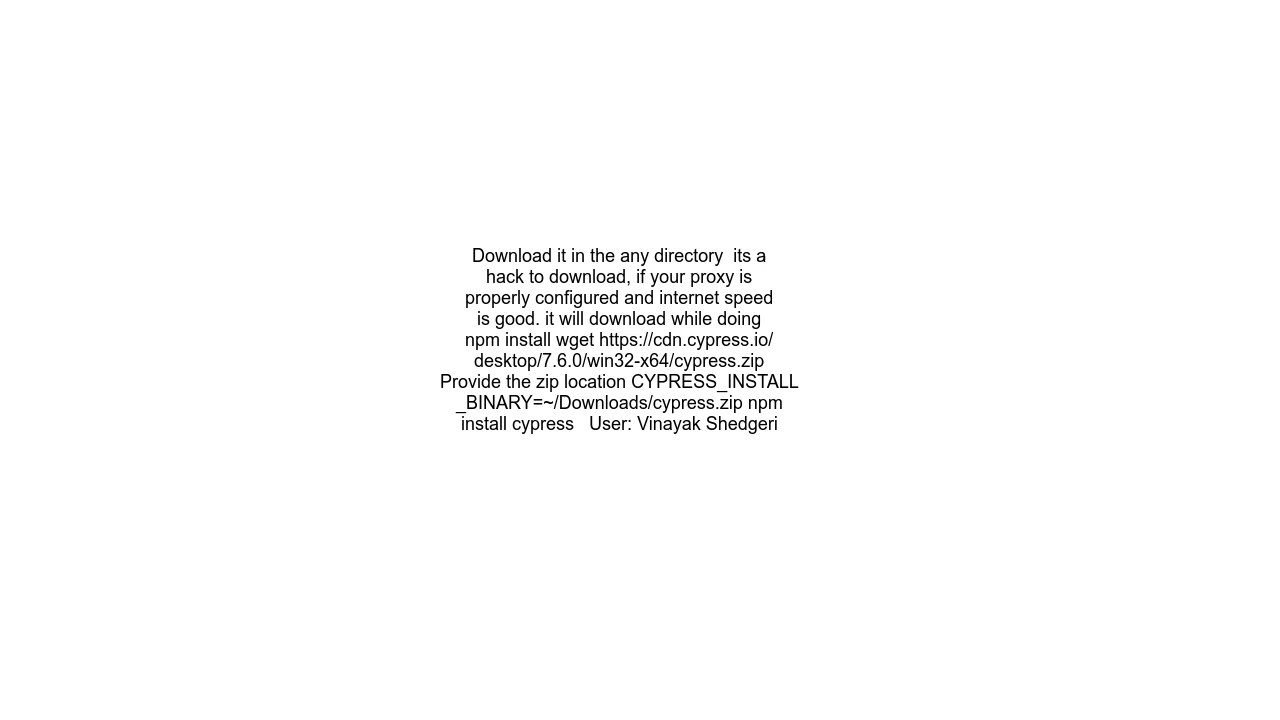 Download it in the any directory  its a
hack to download, if your proxy is
properly configured and internet speed
is good. it will download while doing
npm install wget https://cdn.cypress.io/
desktop/7.6.0/win32-x64/cypress.zip
Provide the zip location CYPRESS_INSTALL
_BINARY=~/Downloads/cypress.zip npm
install cypress   User: Vinayak Shedgeri